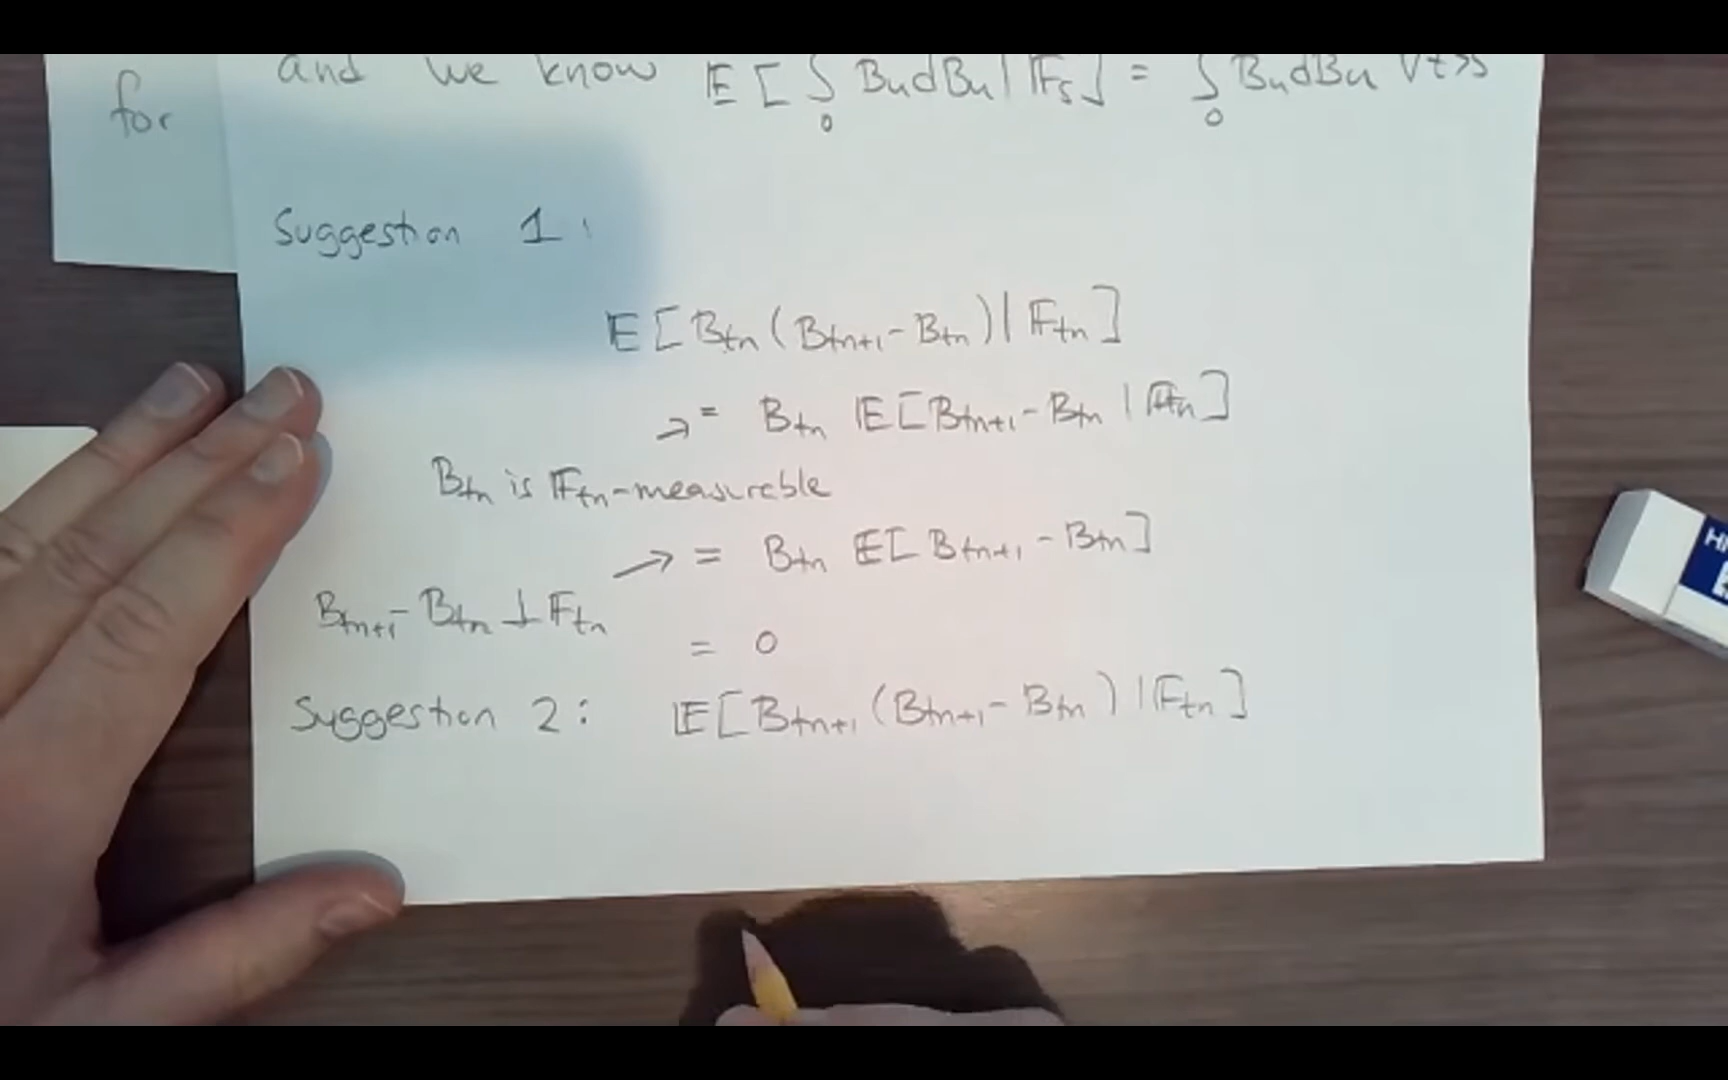 and we know 𝔼[∫₀ BudBu|𝔽s] = ∫₀ BudBu ∀t>s
for
Suggestion 1:
𝔼[Btn(Btn+1-Btn)|𝔽tn]
→= Btn 𝔼[Btn+1-Btn|𝔽tn]
Btn is 𝔽tn-measurable
→ = Btn 𝔼[Btn+1-Btn]
Btn+1-Btn ⊥ 𝔽tn
= 0
Suggestion 2: 𝔼[Btn+1(Btn+1-Btn)|𝔽tn]